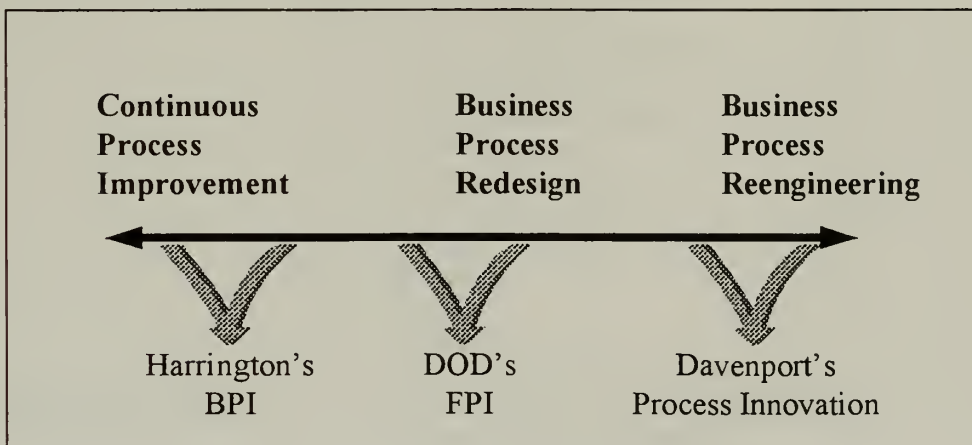 Continuous
Process
Improvement
Business
Process
Redesign
Business
Process
Reengineering
Harrington's
BPI
DOD's
FPI
Davenport's
Process Innovation